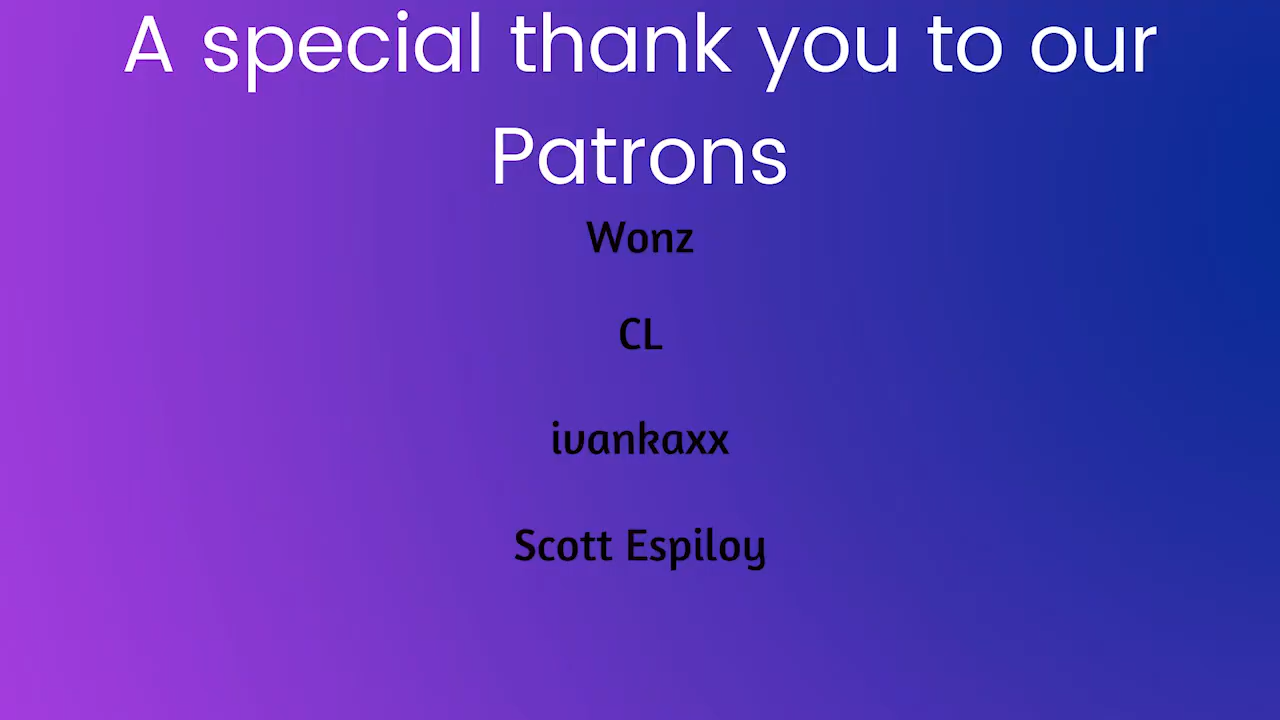 A special thank you to our
Patrons
Wonz
CL
ivankaxx
Scott Espiloy